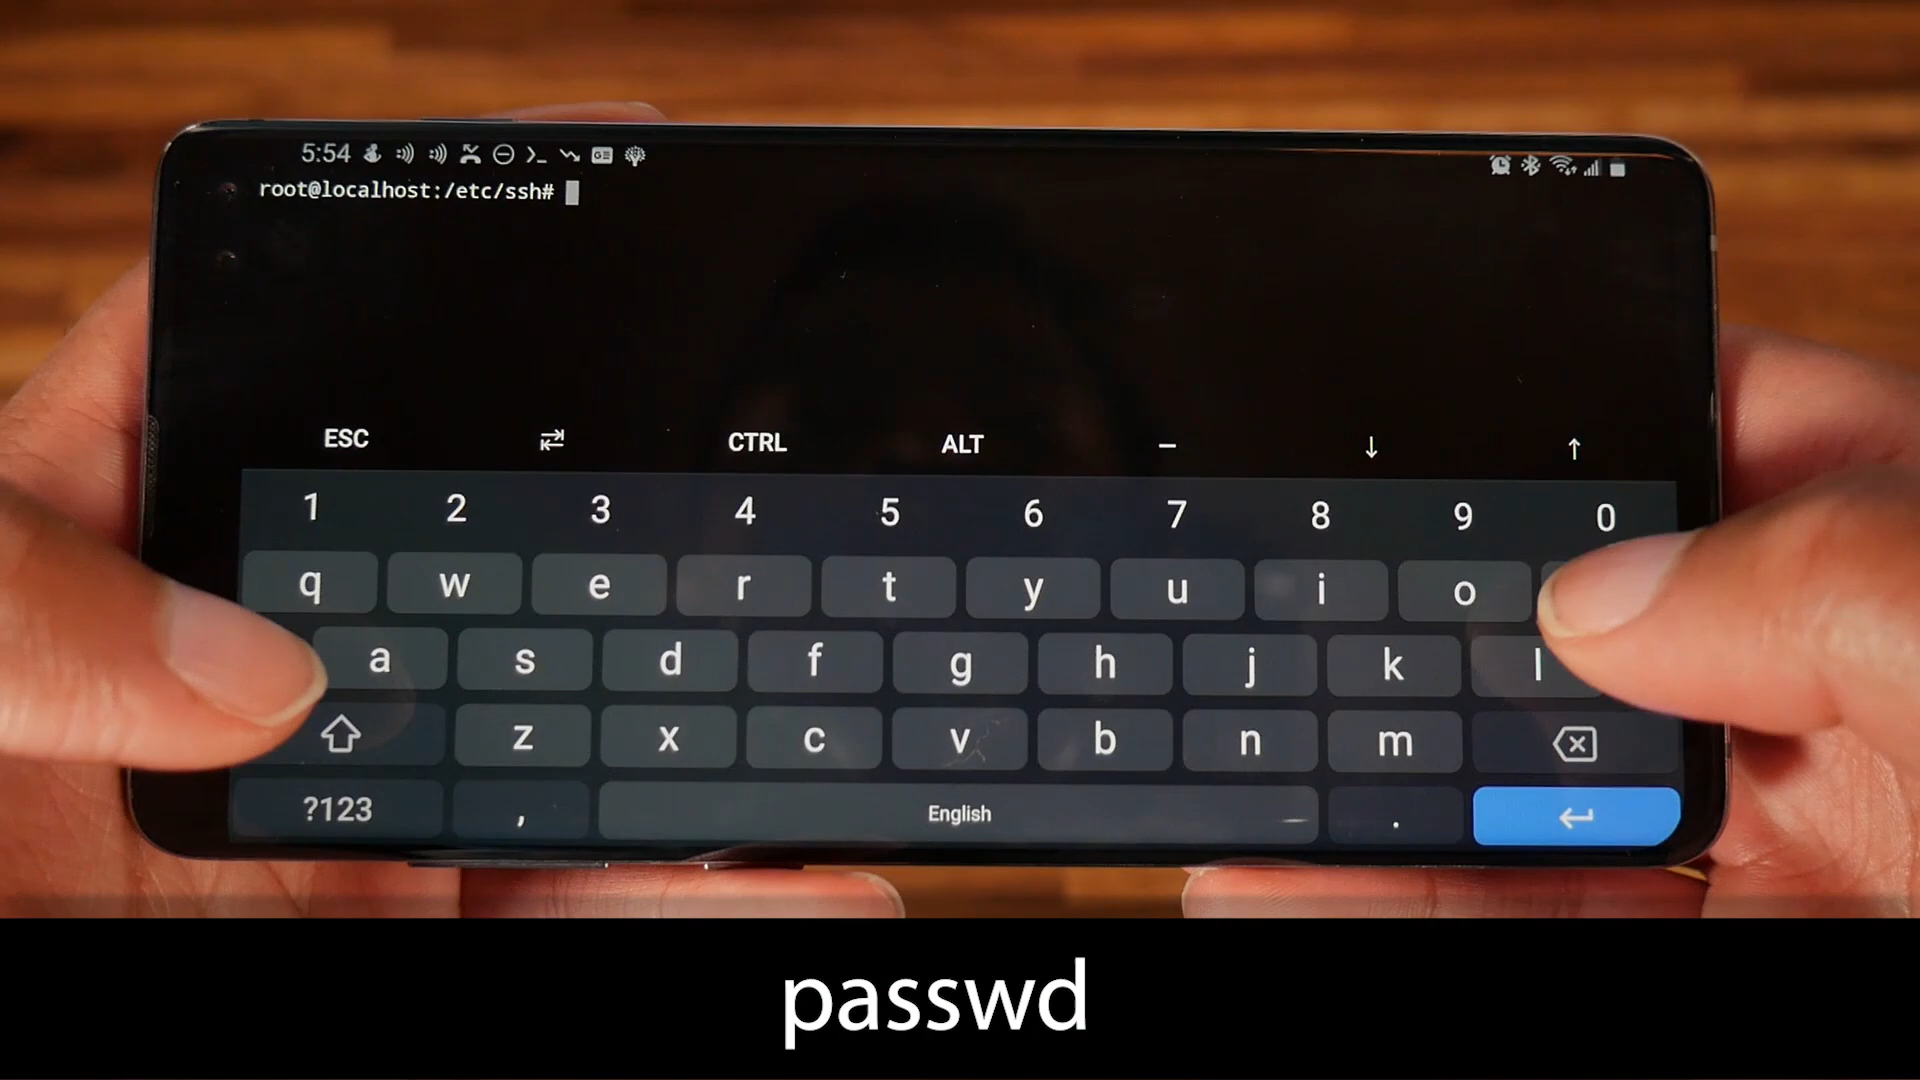 5:54
root@localhost:/etc/ssh#
ESC CTRL ALT – ↓ ↑
1 2 3 4 5 6 7 8 9 0
q w e r t y u i o
a s d f g h j k l
z x c v b n m
?123 , English .
passwd